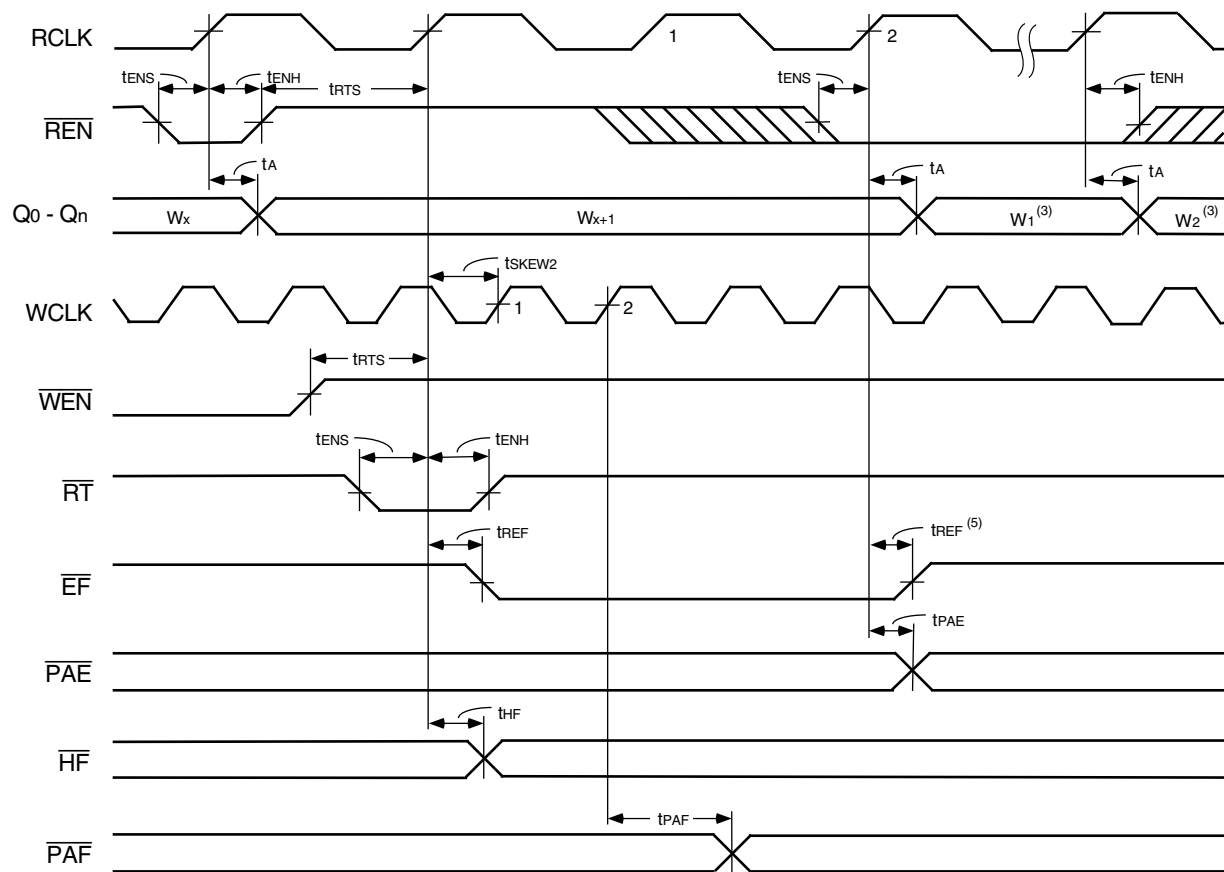 RCLK
1
2
tENS
tENH
tRTS
tENS
tENH
REN
tA
tA
tA
Q0 - Qn
Wx
Wx+1
W1(3)
W2(3)
tSKEW2
WCLK
1
2
tRTS
WEN
tENS
tENH
RT
tREF
tREF(5)
EF
tPAE
PAE
tHF
HF
tPAF
PAF